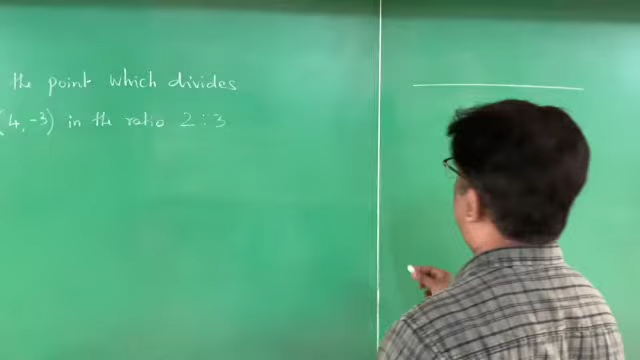 the point which divides
(4, -3) in the ratio 2 : 3